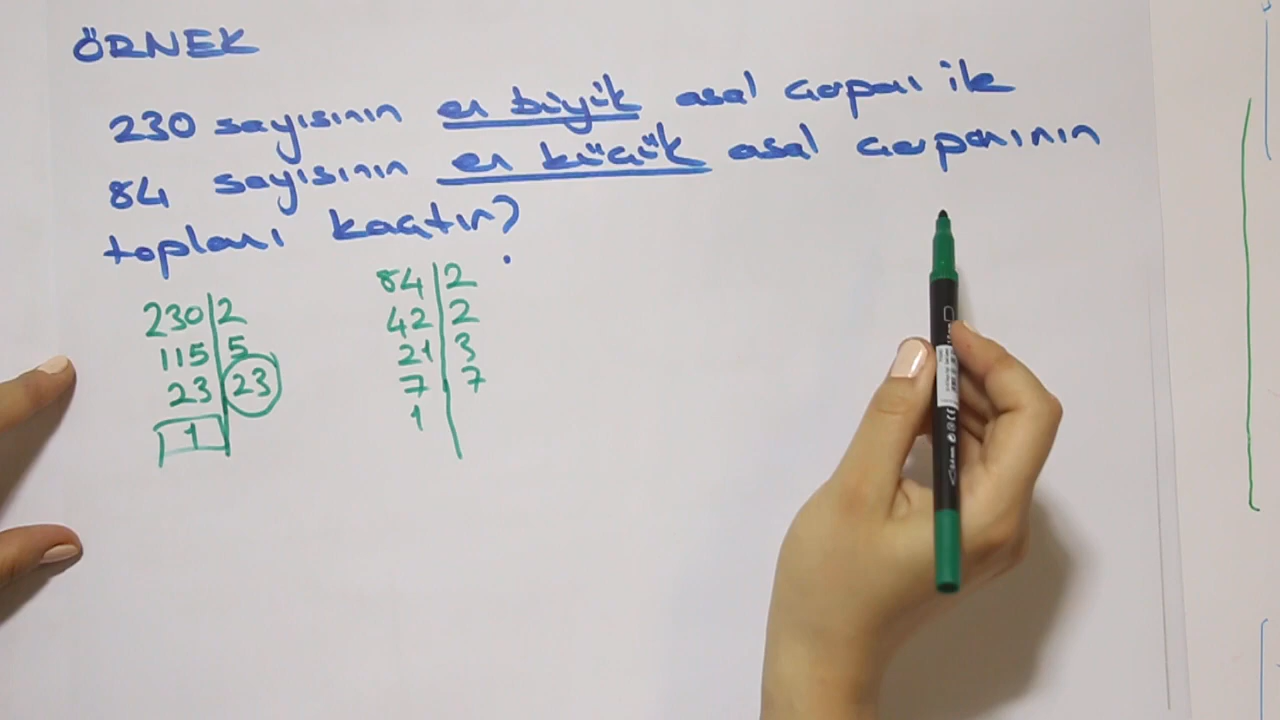 ÖRNEK
230 sayısının en büyük asal çarpanı ile
84 sayısının en küçük asal çarpanının
toplamı kaçtır?
230 2
115 5
23 23
1
84 2
42 2
21 3
7 7
1